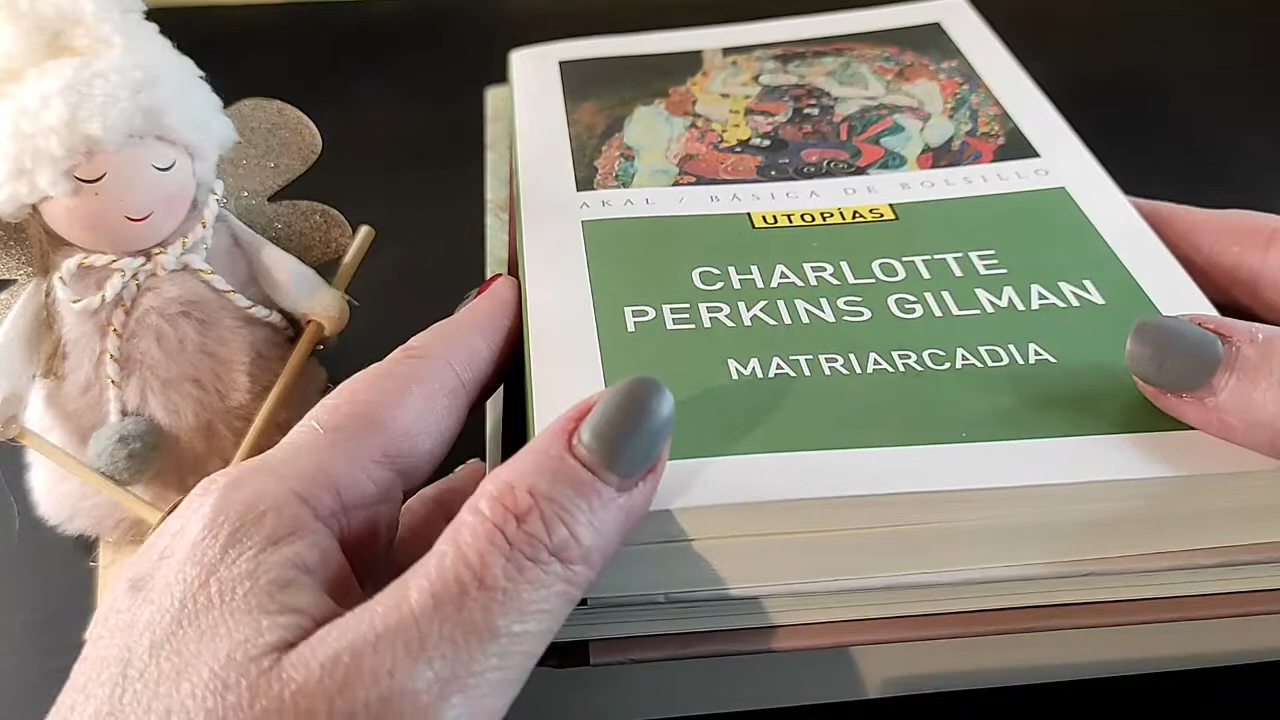 AKAL / BÁSICA DE BOLSILLO
UTOPÍAS
CHARLOTTE
PERKINS GILMAN
MATRIARCADIA